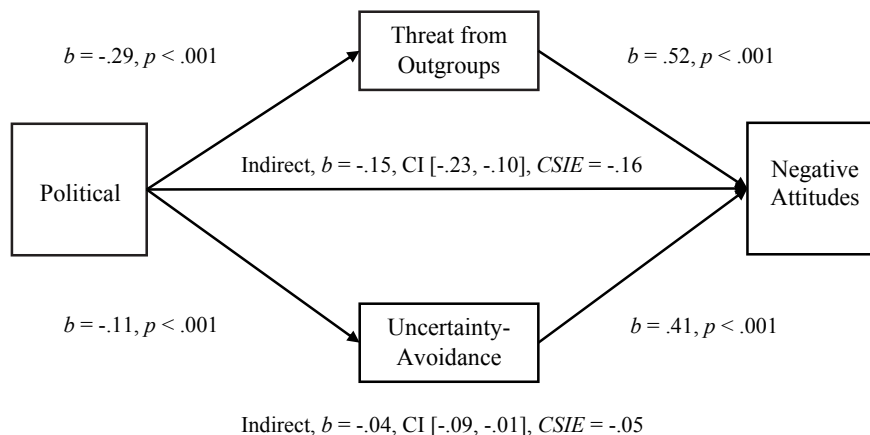 Threat from
Outgroups
b = -.29, p < .001
b = .52, p < .001
Political
Indirect, b = -.15, CI [-.23, -.10], CSIE = -.16
Negative
Attitudes
b = -.11, p < .001
Uncertainty-
Avoidance
b = .41, p < .001
Indirect, b = -.04, CI [-.09, -.01], CSIE = -.05